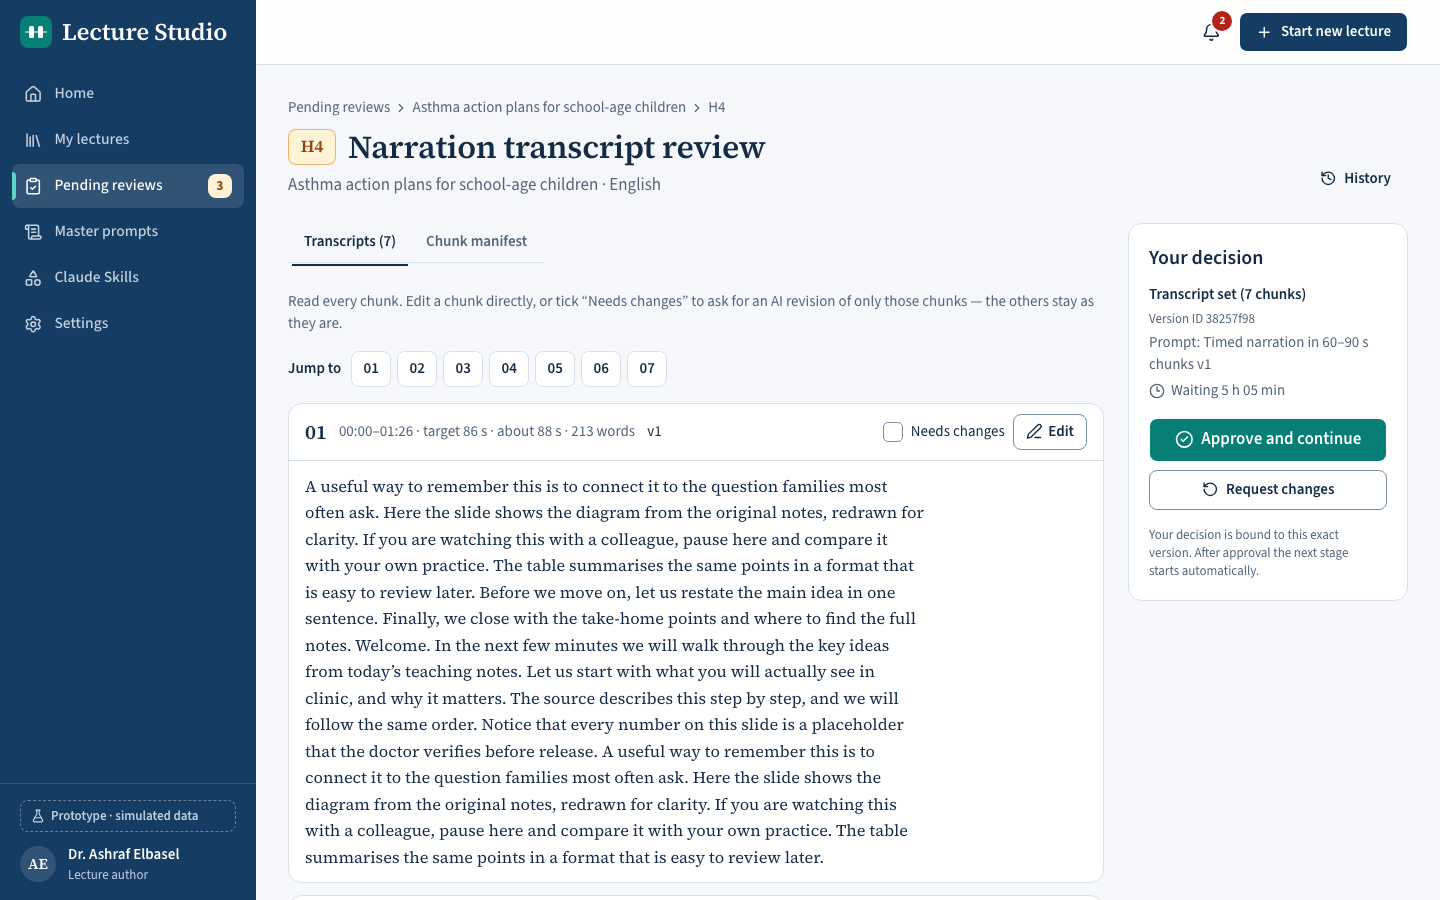 Lecture Studio
Home
My lectures
Pending reviews 3
Master prompts
Claude Skills
Settings
Prototype · simulated data
AE
Dr. Ashraf Elbasel
Lecture author
2
Start new lecture
Pending reviews > Asthma action plans for school-age children > H4
H4 Narration transcript review
Asthma action plans for school-age children · English
History
Transcripts (7) Chunk manifest
Read every chunk. Edit a chunk directly, or tick “Needs changes” to ask for an AI revision of only those chunks — the others stay as
they are.
Jump to 01 02 03 04 05 06 07
01 00:00–01:26 · target 86 s · about 88 s · 213 words v1 Needs changes Edit
A useful way to remember this is to connect it to the question families most
often ask. Here the slide shows the diagram from the original notes, redrawn for
clarity. If you are watching this with a colleague, pause here and compare it
with your own practice. The table summarises the same points in a format that
is easy to review later. Before we move on, let us restate the main idea in one
sentence. Finally, we close with the take-home points and where to find the full
notes. Welcome. In the next few minutes we will walk through the key ideas
from today’s teaching notes. Let us start with what you will actually see in
clinic, and why it matters. The source describes this step by step, and we will
follow the same order. Notice that every number on this slide is a placeholder
that the doctor verifies before release. A useful way to remember this is to
connect it to the question families most often ask. Here the slide shows the
diagram from the original notes, redrawn for clarity. If you are watching this
with a colleague, pause here and compare it with your own practice. The table
summarises the same points in a format that is easy to review later.
Your decision
Transcript set (7 chunks)
Version ID 38257f98
Prompt: Timed narration in 60–90 s
chunks v1
Waiting 5 h 05 min
Approve and continue
Request changes
Your decision is bound to this exact
version. After approval the next stage
starts automatically.